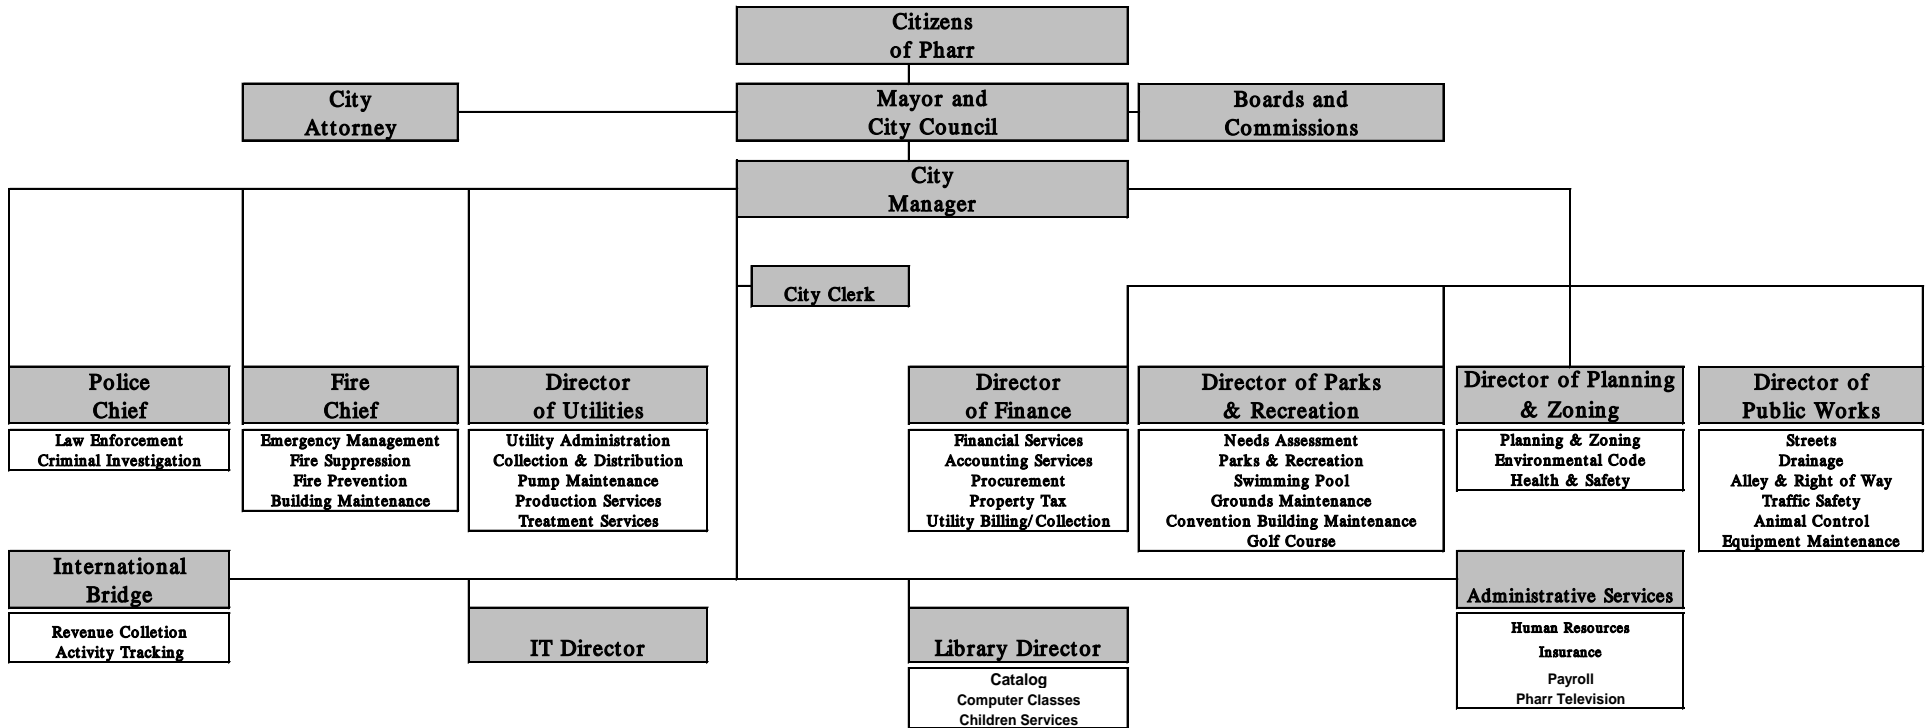 Citizens
of Pharr
City
Attorney
Mayor and
City Council
Boards and
Commissions
City
Manager
City Clerk
Police
Chief
Law Enforcement
Criminal Investigation
Fire
Chief
Emergency Management
Fire Suppression
Fire Prevention
Building Maintenance
Director
of Utilities
Utility Administration
Collection & Distribution
Pump Maintenance
Production Services
Treatment Services
Director
of Finance
Financial Services
Accounting Services
Procurement
Property Tax
Utility Billing/Collection
Director of Parks
& Recreation
Needs Assessment
Parks & Recreation
Swimming Pool
Grounds Maintenance
Convention Building Maintenance
Golf Course
Director of Planning
& Zoning
Planning & Zoning
Environmental Code
Health & Safety
Director of
Public Works
Streets
Drainage
Alley & Right of Way
Traffic Safety
Animal Control
Equipment Maintenance
International
Bridge
Revenue Colletion
Activity Tracking
IT Director
Library Director
Catalog
Computer Classes
Children Services
Administrative Services
Human Resources
Insurance
Payroll
Pharr Television